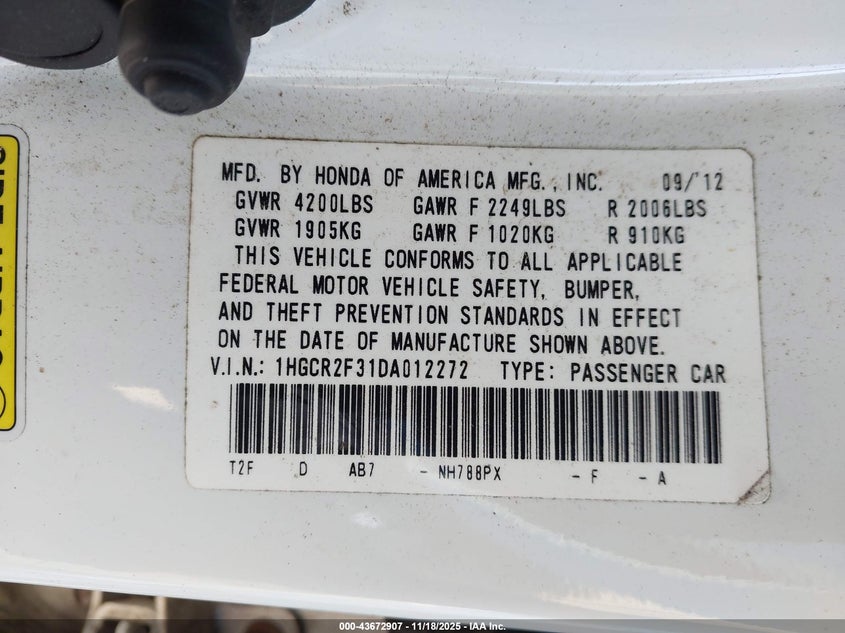 MFD. BY HONDA OF AMERICA MFG., INC. 09/'12
GVWR 4200LBS GAWR F 2249LBS R 2006LBS
GVWR 1905KG GAWR F 1020KG R 910KG
THIS VEHICLE CONFORMS TO ALL APPLICABLE
FEDERAL MOTOR VEHICLE SAFETY, BUMPER,
AND THEFT PREVENTION STANDARDS IN EFFECT
ON THE DATE OF MANUFACTURE SHOWN ABOVE.
V.I.N.: 1HGCR2F31DA012272 TYPE: PASSENGER CAR
T2F D AB7 - NH788PX - F - A
000-43672907 - 11/18/2025 - IAA Inc.